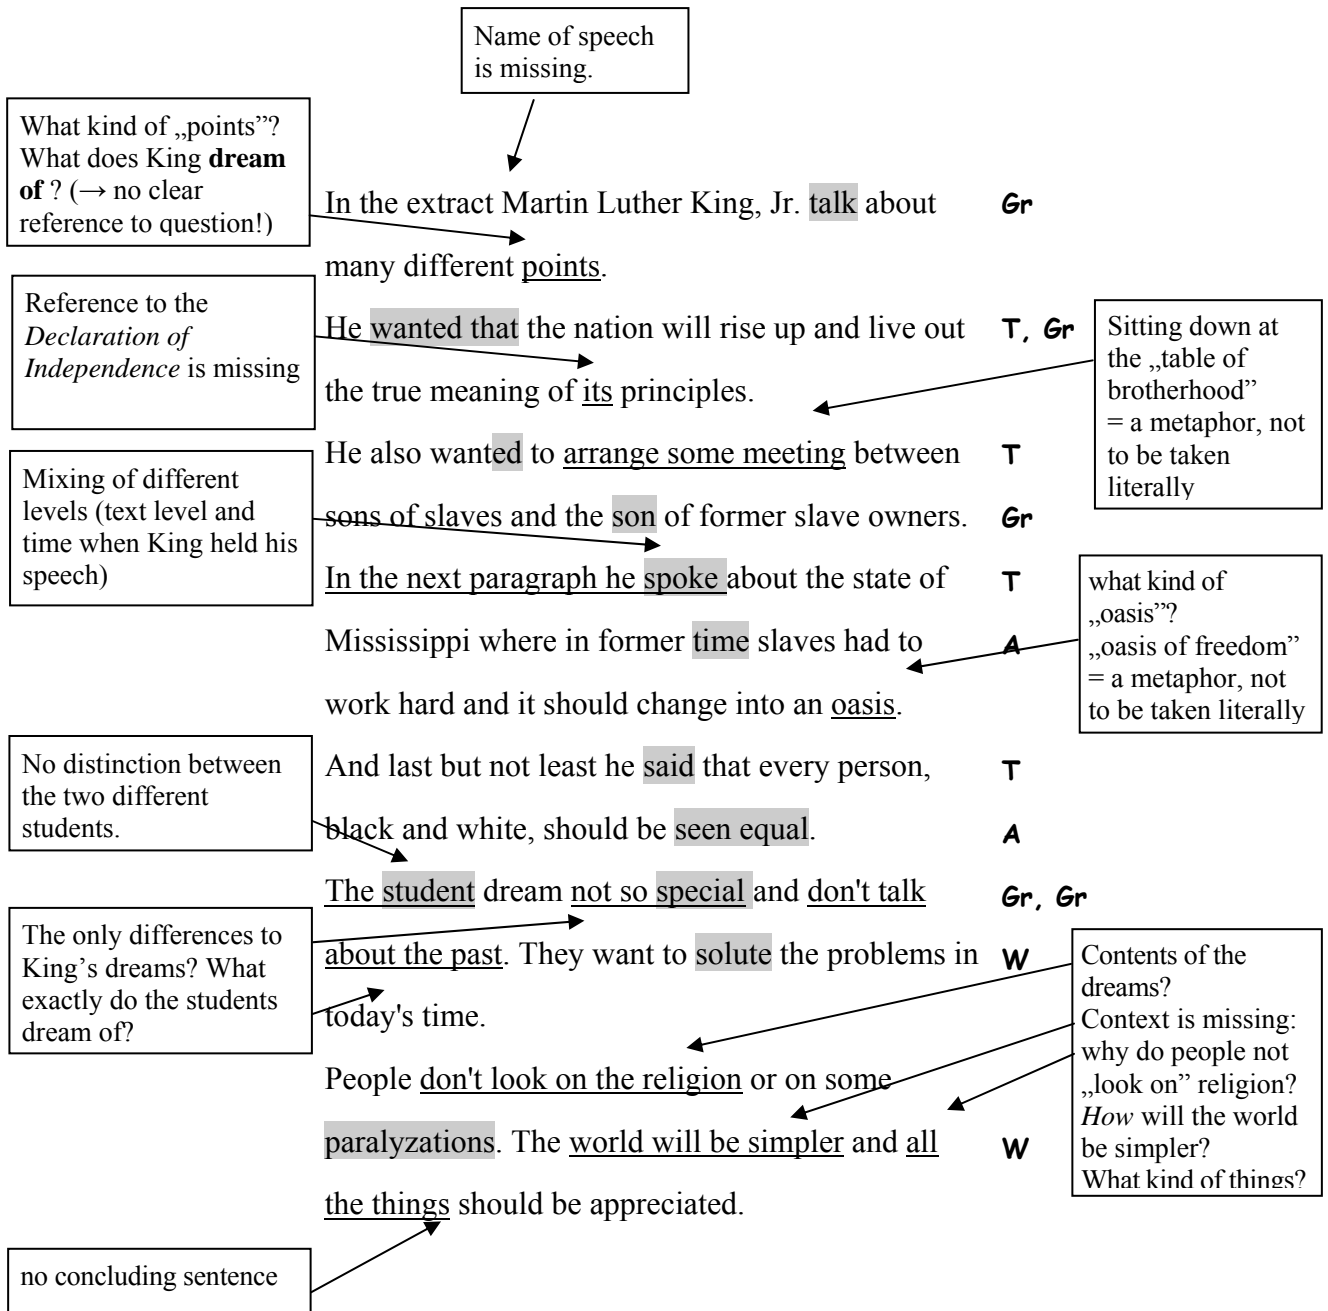 Name of speech
is missing.
What kind of „points”?
What does King dream
of ? (→ no clear
reference to question!)
In the extract Martin Luther King, Jr. talk about Gr
many different points.
Reference to the
Declaration of
Independence is missing
He wanted that the nation will rise up and live out T, Gr
the true meaning of its principles.
Sitting down at
the „table of
brotherhood”
= a metaphor, not
to be taken
literally
He also wanted to arrange some meeting between T
sons of slaves and the son of former slave owners. Gr
Mixing of different
levels (text level and
time when King held his
speech)
In the next paragraph he spoke about the state of T
Mississippi where in former time slaves had to A
work hard and it should change into an oasis.
what kind of
„oasis”?
„oasis of freedom”
= a metaphor, not
to be taken literally
And last but not least he said that every person, T
black and white, should be seen equal. A
No distinction between
the two different
students.
The student dream not so special and don't talk Gr, Gr
about the past. They want to solute the problems in W
today's time.
The only differences to
King’s dreams? What
exactly do the students
dream of?
People don't look on the religion or on some
paralyzations. The world will be simpler and all W
the things should be appreciated.
Contents of the
dreams?
Context is missing:
why do people not
„look on” religion?
How will the world
be simpler?
What kind of things?
no concluding sentence